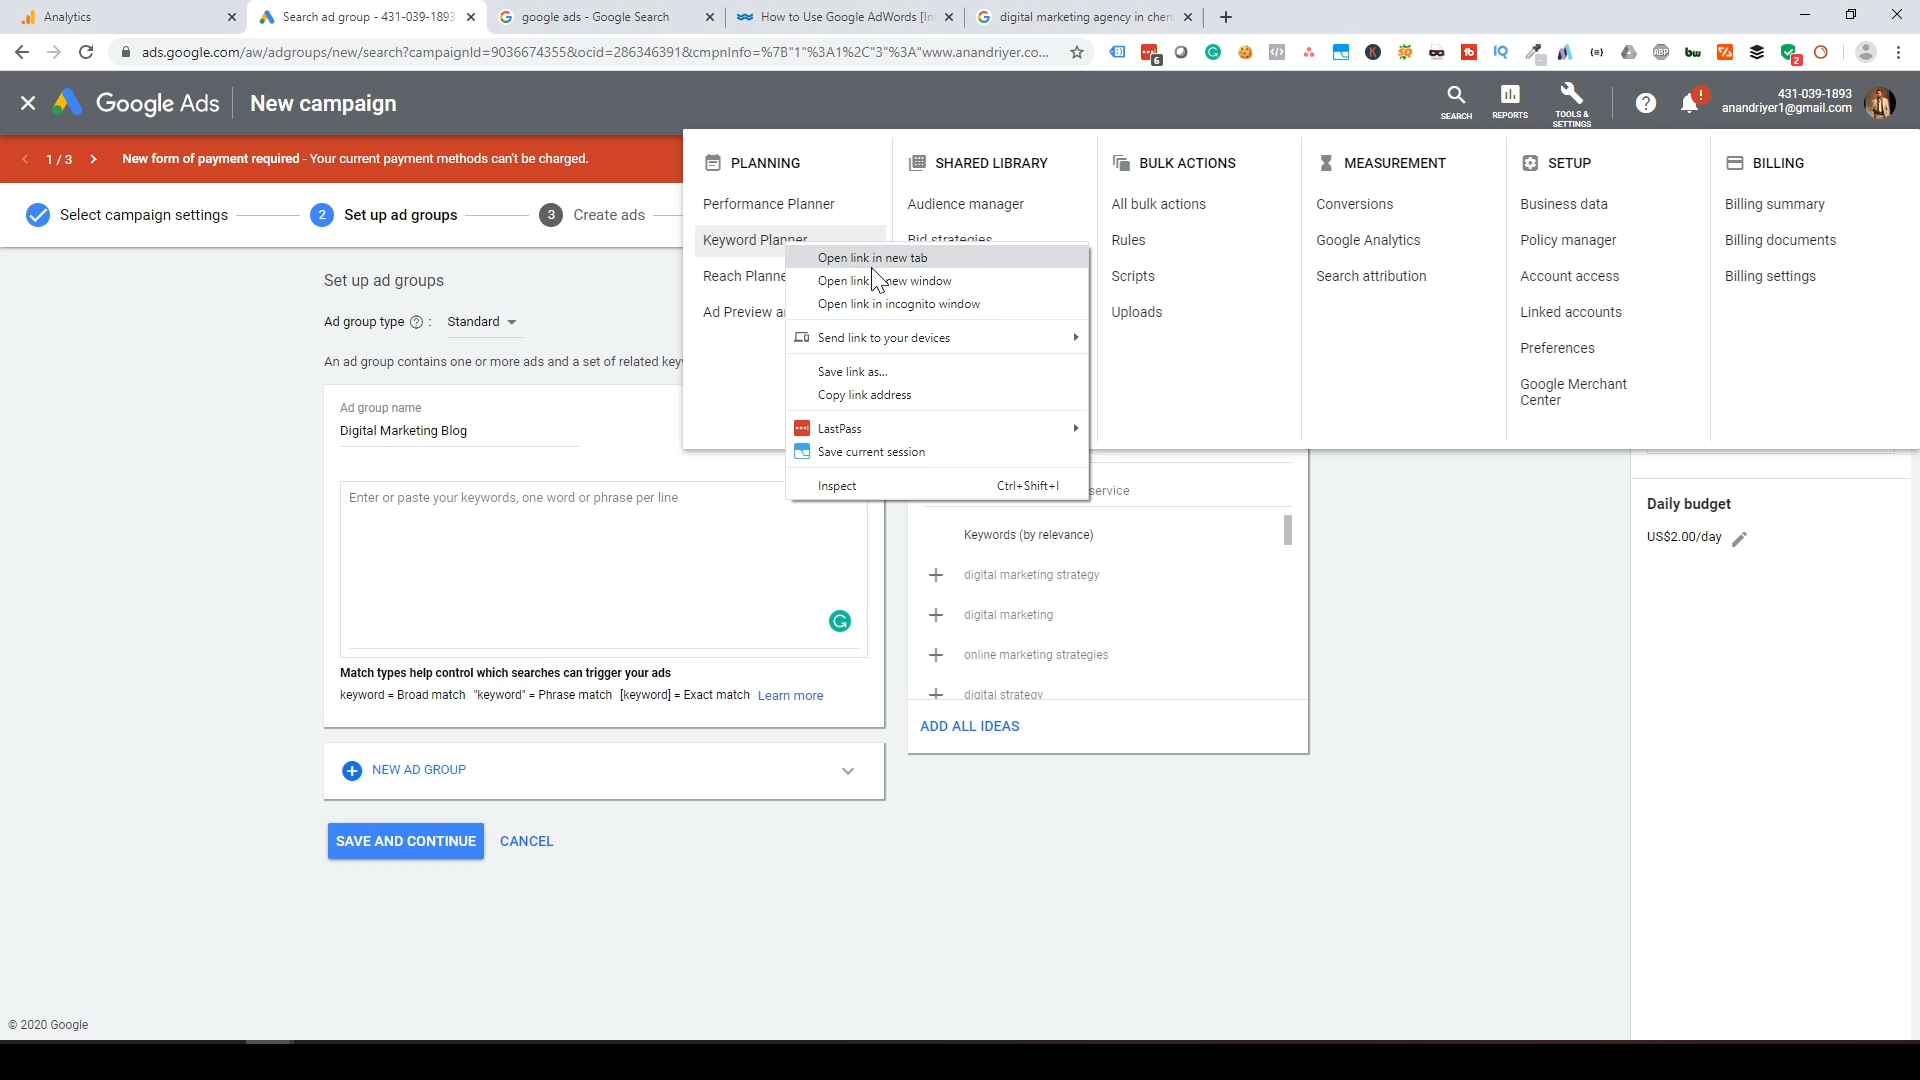 Analytics
Search ad group - 431-039-1893
google ads - Google Search
How to Use Google AdWords [In
digital marketing agency in chen
ads.google.com/aw/adgroups/new/search?campaignId=9036674355&ocid=286346391&cmpnInfo=%7B"1"%3A1%2C"3"%3A"www.anandriyer.co...
Google Ads
New campaign
SEARCH
REPORTS
TOOLS & SETTINGS
431-039-1893
anandriyer1@gmail.com
1 / 3
New form of payment required - Your current payment methods can't be charged.
Select campaign settings
2 Set up ad groups
3 Create ads
PLANNING
Performance Planner
Keyword Planner
Reach Planne
Ad Preview a
SHARED LIBRARY
Audience manager
Bid strategies
BULK ACTIONS
All bulk actions
Rules
Scripts
Uploads
MEASUREMENT
Conversions
Google Analytics
Search attribution
SETUP
Business data
Policy manager
Account access
Linked accounts
Preferences
Google Merchant
Center
BILLING
Billing summary
Billing documents
Billing settings
Open link in new tab
Open link new window
Open link in incognito window
Send link to your devices
Save link as...
Copy link address
LastPass
Save current session
Inspect Ctrl+Shift+I
Set up ad groups
Ad group type ? : Standard
An ad group contains one or more ads and a set of related key
Ad group name
Digital Marketing Blog
Enter or paste your keywords, one word or phrase per line
Match types help control which searches can trigger your ads
keyword = Broad match "keyword" = Phrase match [keyword] = Exact match Learn more
NEW AD GROUP
SAVE AND CONTINUE
CANCEL
service
Keywords (by relevance)
digital marketing strategy
digital marketing
online marketing strategies
digital strategy
ADD ALL IDEAS
Daily budget
US$2.00/day
© 2020 Google